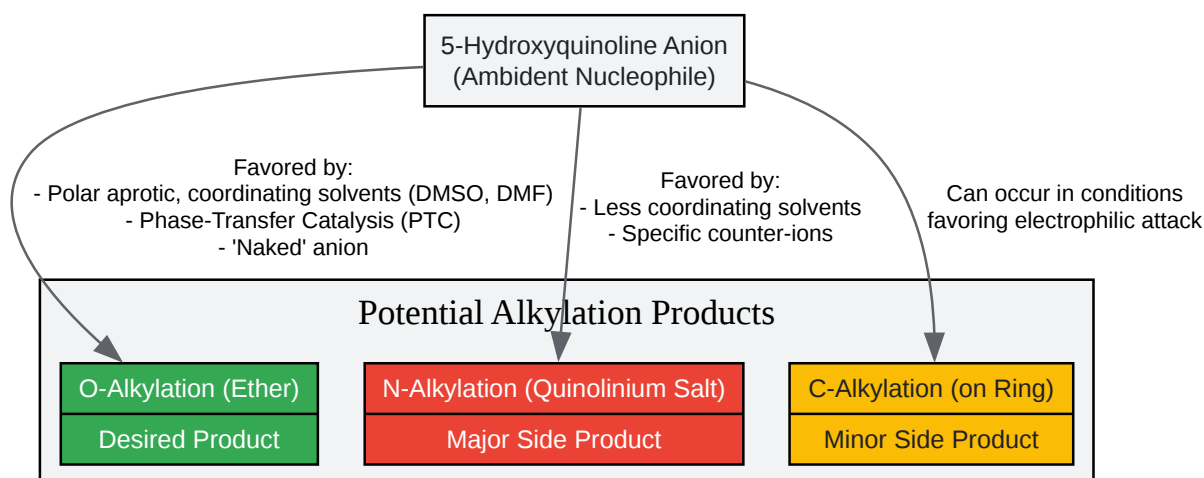 5-Hydroxyquinoline Anion
(Ambident Nucleophile)
Favored by:
- Polar aprotic, coordinating solvents (DMSO, DMF)
- Phase-Transfer Catalysis (PTC)
- 'Naked' anion
Favored by:
- Less coordinating solvents
- Specific counter-ions
Can occur in conditions
favoring electrophilic attack
Potential Alkylation Products
O-Alkylation (Ether)
Desired Product
N-Alkylation (Quinolinium Salt)
Major Side Product
C-Alkylation (on Ring)
Minor Side Product